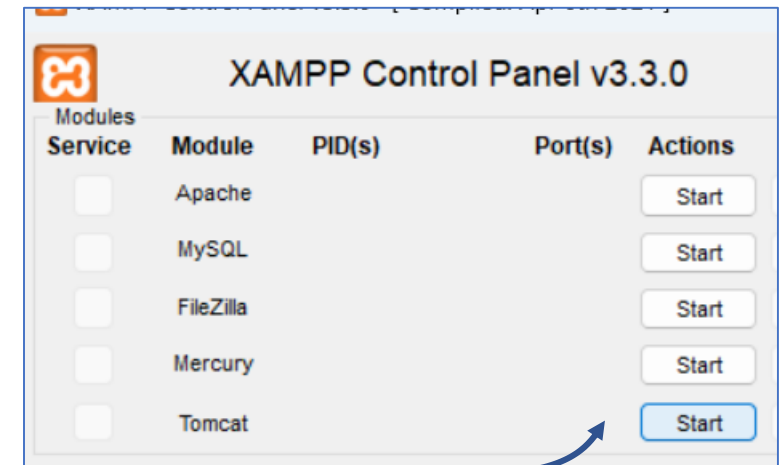 XAMPP Control Panel v3.3.0
Modules
Service Module PID(s) Port(s) Actions
Apache Start
MySQL Start
FileZilla Start
Mercury Start
Tomcat Start